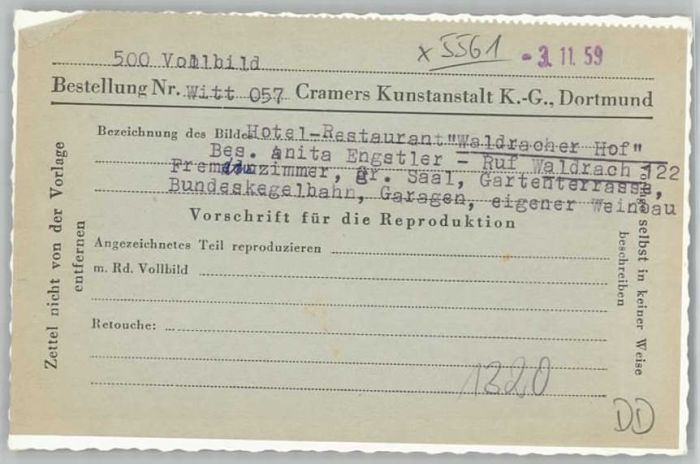 500 Vollbild
x 5561
-3. 11. 59
Bestellung Nr. Witt 057 Cramers Kunstanstalt K.-G., Dortmund
Bezeichnung des Bildes Hotel-Restaurant "Waldracher Hof"
Bes. Anita Engstler - Ruf Waldrach 122
Fremdenzimmer, gr. Saal, Gartenterrasse,
Bundeskegelbahn, Garagen, eigener Weinbau
Vorschrift für die Reproduktion
Angezeichnetes Teil reproduzieren
m. Rd. Vollbild
Retouche:
1320
DD
Zettel nicht von der Vorlage
entfernen
selbst in keiner Weise
beschreiben